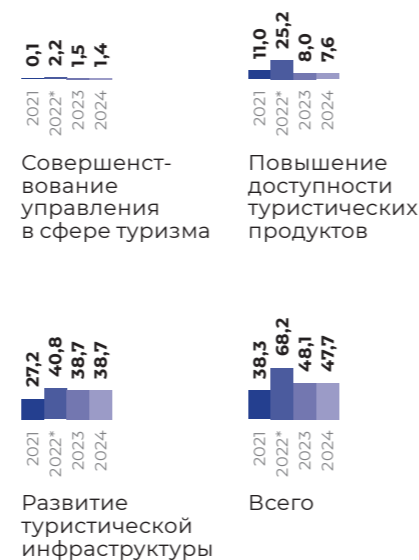 0,1 2,2 1,5 1,4
2021 2022* 2023 2024
Совершенст-
вование
управления
в сфере туризма
11,0 25,2 8,0 7,6
2021 2022* 2023 2024
Повышение
доступности
туристических
продуктов
27,2 40,8 38,7 38,7
2021 2022* 2023 2024
Развитие
туристической
инфраструктуры
38,3 68,2 48,1 47,7
2021 2022* 2023 2024
Всего